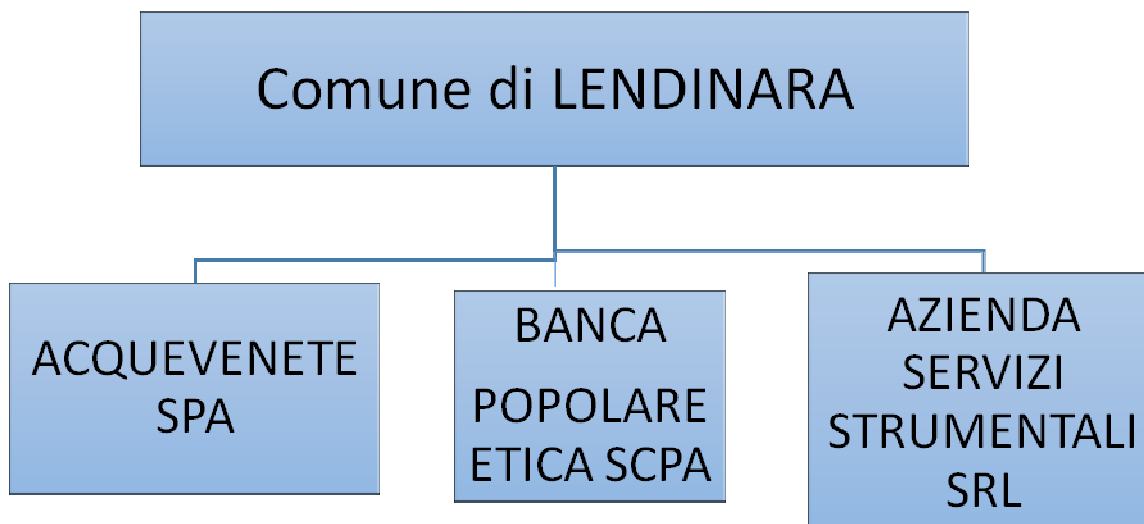 Comune di LENDINARA
ACQUEVENETE
SPA
BANCA
POPOLARE
ETICA SCPA
AZIENDA
SERVIZI
STRUMENTALI
SRL